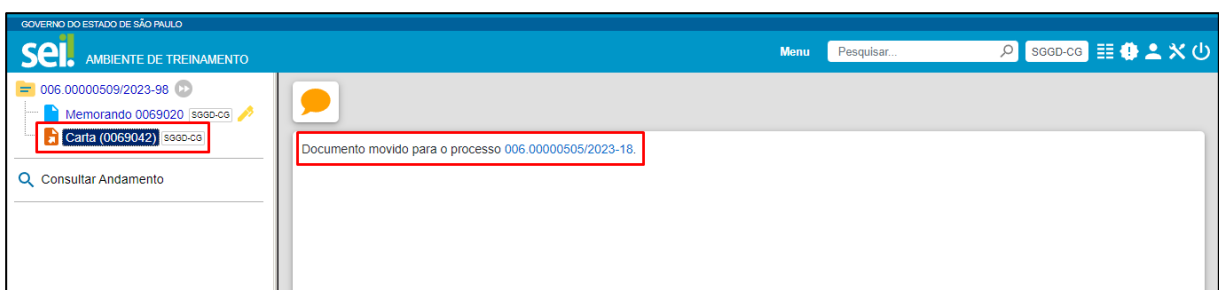 GOVERNO DO ESTADO DE SÃO PAULO
sei! AMBIENTE DE TREINAMENTO
Menu
Pesquisar...
SGGD-CG
006.00000509/2023-98
Memorando 0069020 SGGD-CG
Carta (0069042) SGGD-CG
Consultar Andamento
Documento movido para o processo 006.00000505/2023-18.